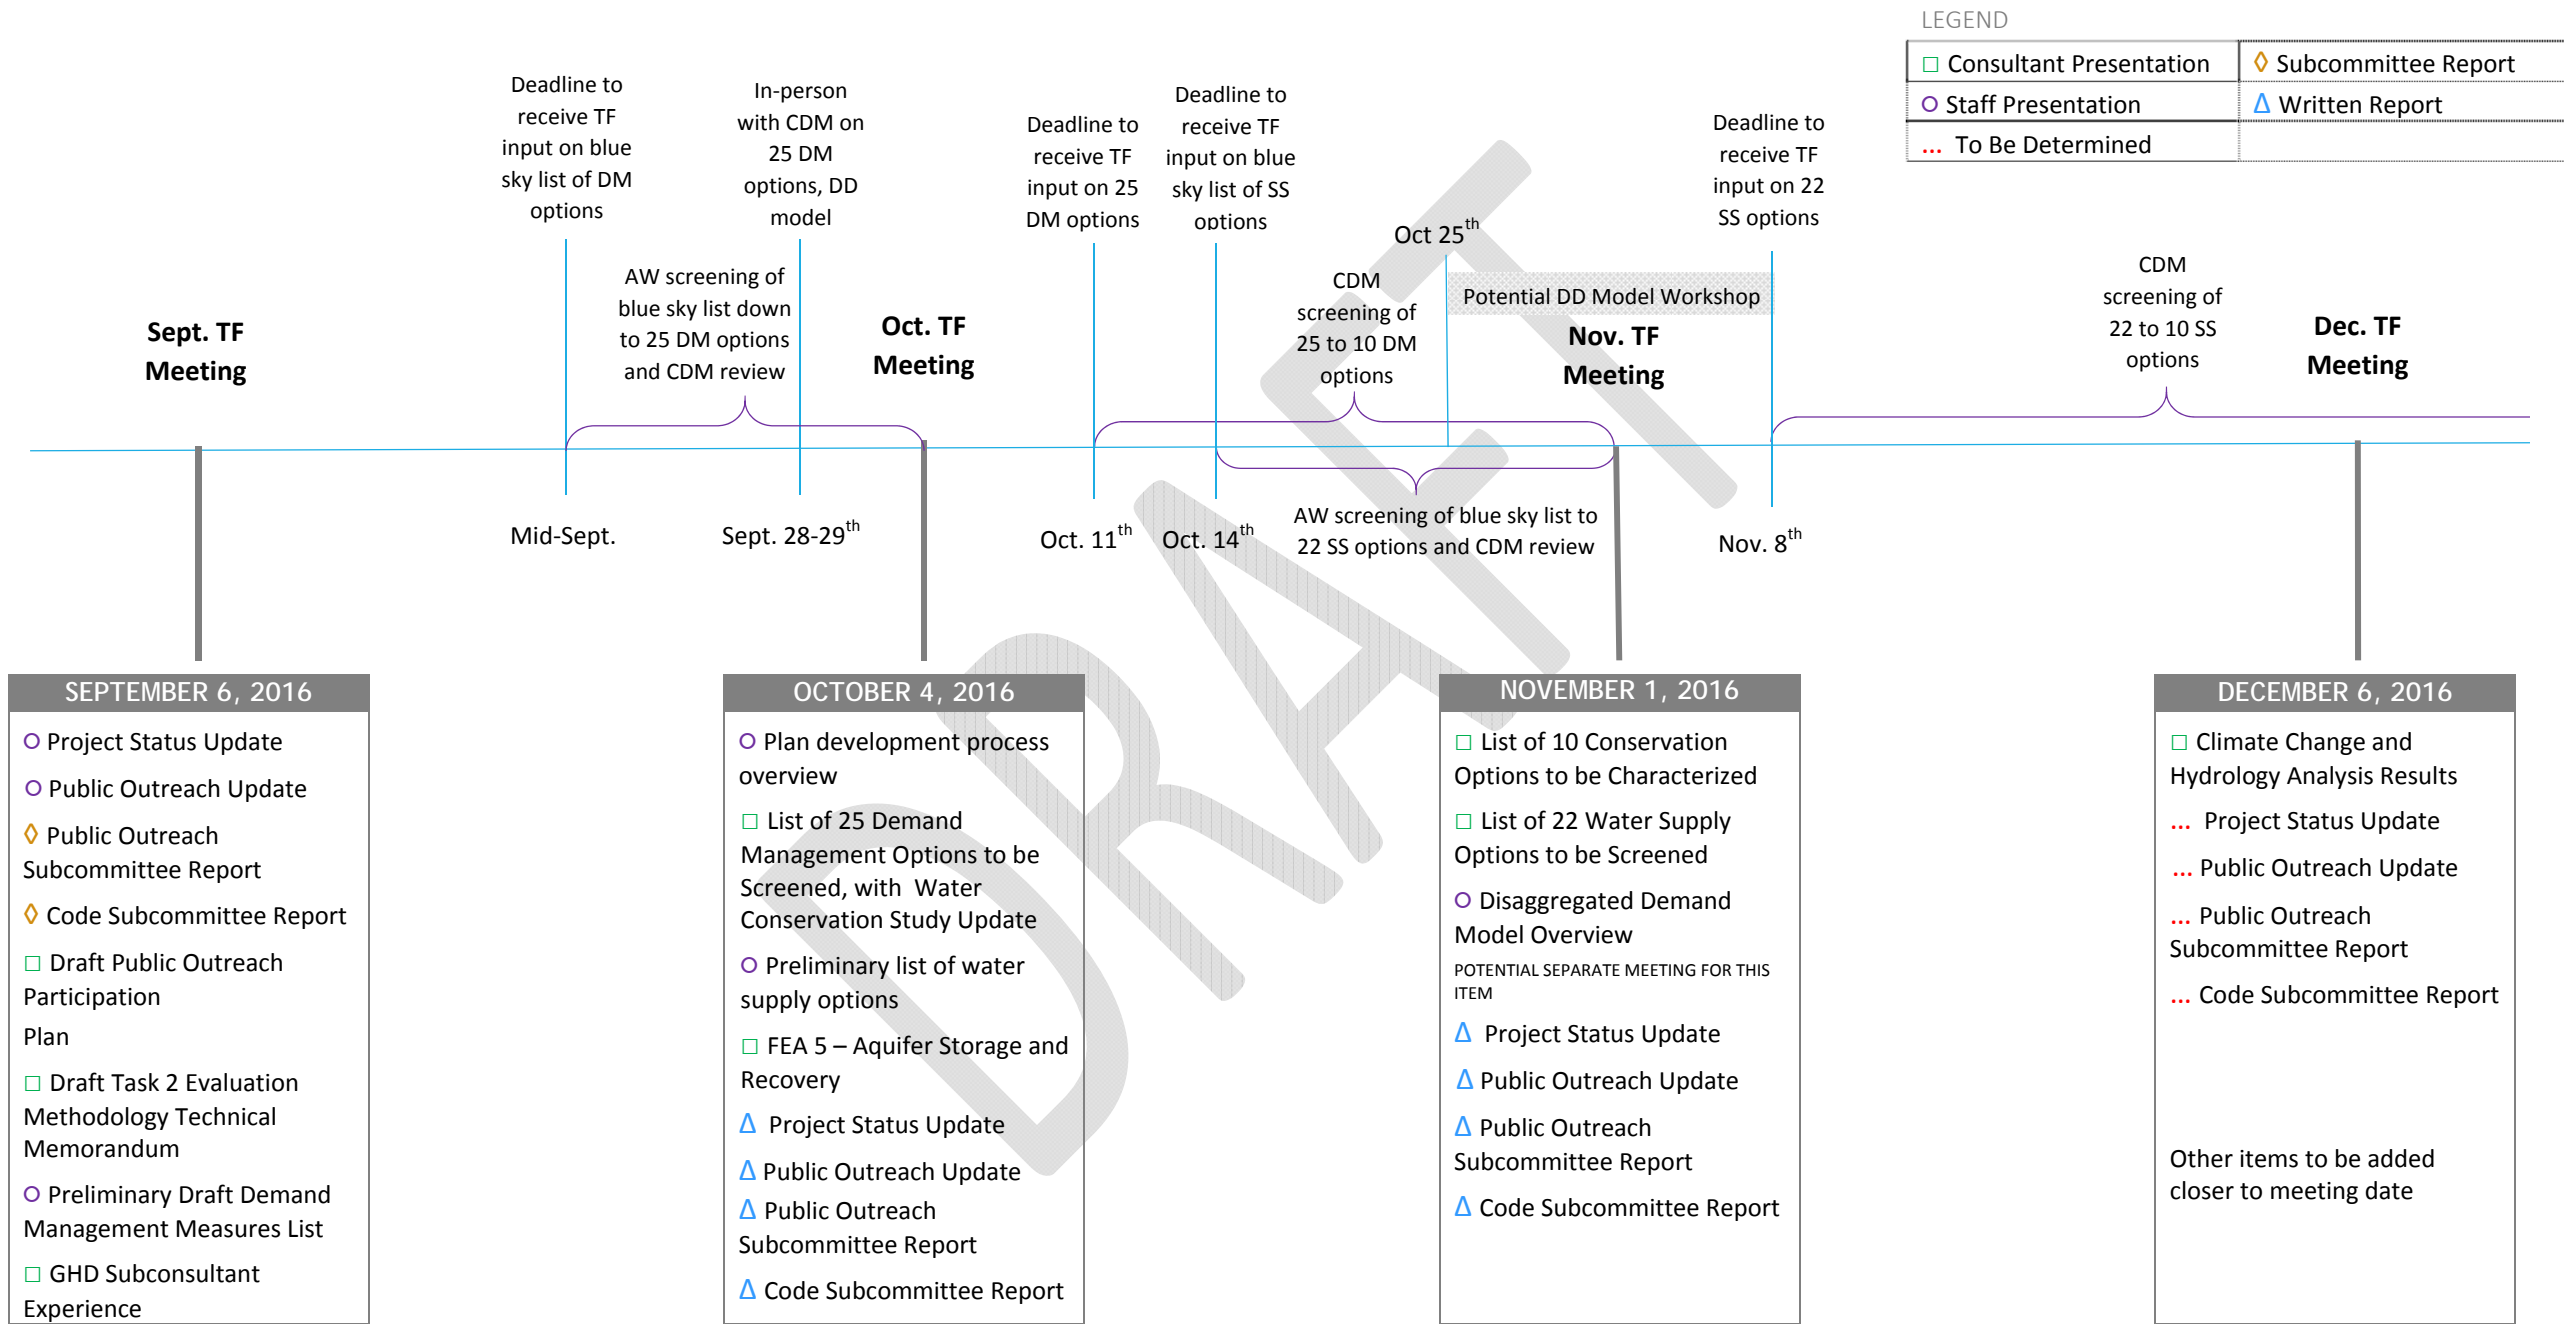 LEGEND
□ Consultant Presentation
◊ Subcommittee Report
O Staff Presentation
Δ Written Report
... To Be Determined
Deadline to
receive TF
input on blue
sky list of DM
options
In-person
with CDM on
25 DM
options, DD
model
Deadline to
receive TF
input on 25
DM options
Deadline to
receive TF
input on blue
sky list of SS
options
Oct 25th
Deadline to
receive TF
input on 22
SS options
AW screening of
blue sky list down
to 25 DM options
and CDM review
CDM
screening of
25 to 10 DM
options
Potential DD Model Workshop
CDM
screening of
22 to 10 SS
options
Sept. TF
Meeting
Oct. TF
Meeting
Nov. TF
Meeting
Dec. TF
Meeting
Mid-Sept.
Sept. 28-29th
Oct. 11th
Oct. 14th
AW screening of blue sky list to
22 SS options and CDM review
Nov. 8th
DRAFT
SEPTEMBER 6, 2016
O Project Status Update
O Public Outreach Update
◊ Public Outreach
Subcommittee Report
◊ Code Subcommittee Report
□ Draft Public Outreach
Participation
Plan
□ Draft Task 2 Evaluation
Methodology Technical
Memorandum
O Preliminary Draft Demand
Management Measures List
□ GHD Subconsultant
Experience
OCTOBER 4, 2016
O Plan development process
overview
□ List of 25 Demand
Management Options to be
Screened, with Water
Conservation Study Update
O Preliminary list of water
supply options
□ FEA 5 – Aquifer Storage and
Recovery
Δ Project Status Update
Δ Public Outreach Update
Δ Public Outreach
Subcommittee Report
Δ Code Subcommittee Report
NOVEMBER 1, 2016
□ List of 10 Conservation
Options to be Characterized
□ List of 22 Water Supply
Options to be Screened
O Disaggregated Demand
Model Overview
POTENTIAL SEPARATE MEETING FOR THIS
ITEM
Δ Project Status Update
Δ Public Outreach Update
Δ Public Outreach
Subcommittee Report
Δ Code Subcommittee Report
DECEMBER 6, 2016
□ Climate Change and
Hydrology Analysis Results
... Project Status Update
... Public Outreach Update
... Public Outreach
Subcommittee Report
... Code Subcommittee Report
Other items to be added
closer to meeting date